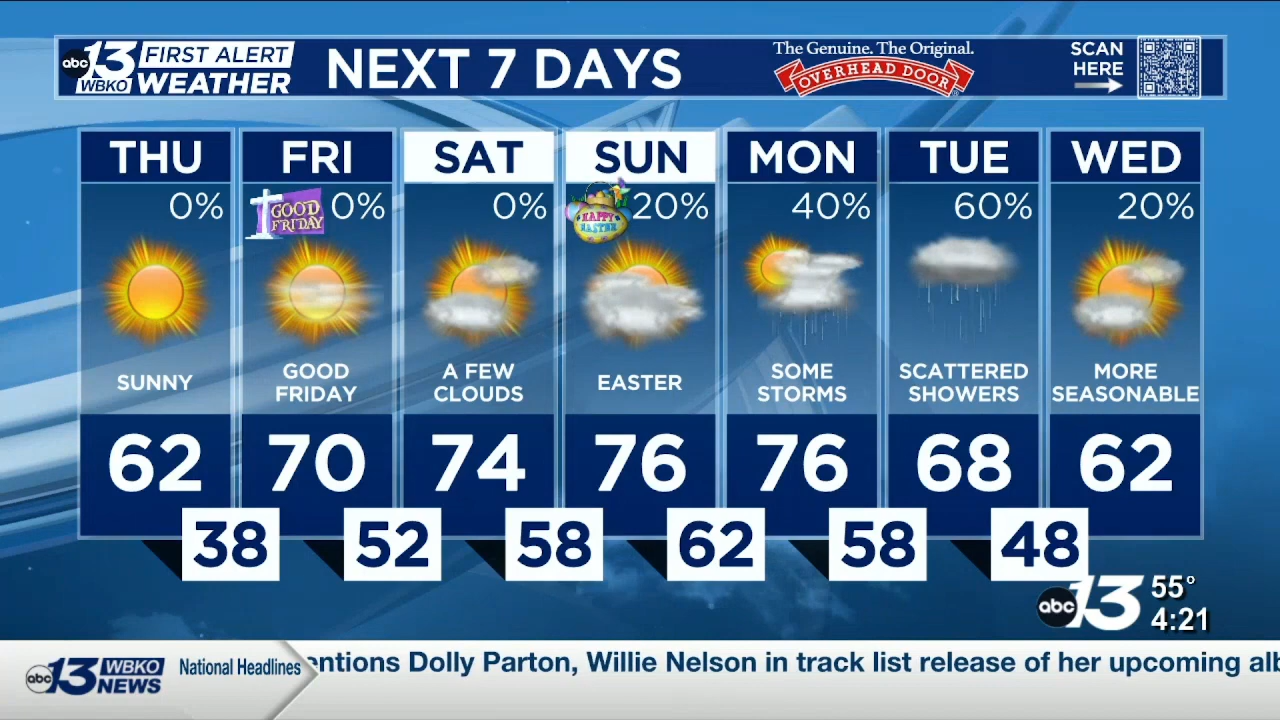 abc 13 WBKO FIRST ALERT WEATHER
NEXT 7 DAYS
The Genuine. The Original.
OVERHEAD DOOR
SCAN HERE
THU FRI SAT SUN MON TUE WED
0% 0% 0% 20% 40% 60% 20%
GOOD FRIDAY
HAPPY EASTER
SUNNY
GOOD FRIDAY
A FEW CLOUDS
EASTER
SOME STORMS
SCATTERED SHOWERS
MORE SEASONABLE
62 70 74 76 76 68 62
38 52 58 62 58 48
abc 13 55°
4:21
abc 13 WBKO NEWS
National Headlines
entions Dolly Parton, Willie Nelson in track list release of her upcoming alb